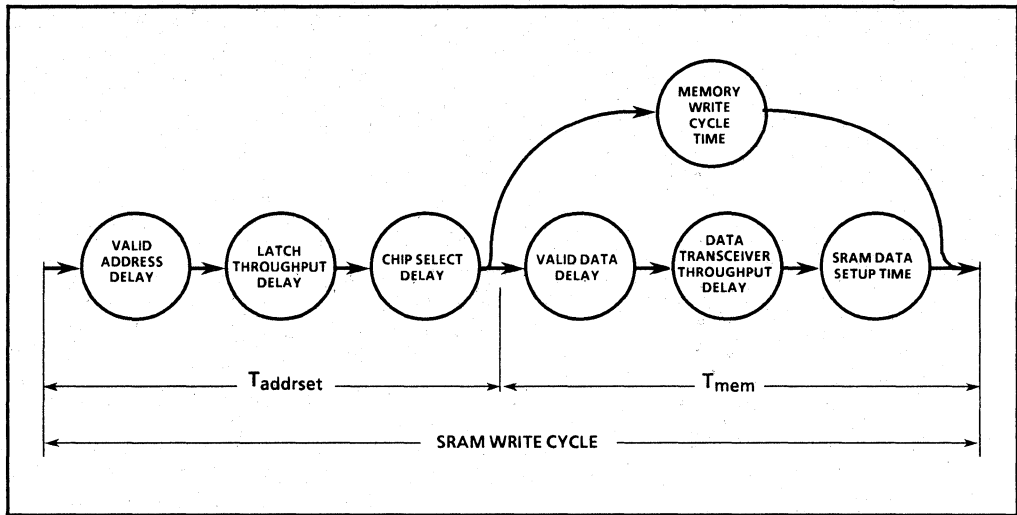 MEMORY
WRITE
CYCLE
TIME
VALID
ADDRESS
DELAY
LATCH
THROUGHPUT
DELAY
CHIP SELECT
DELAY
VALID DATA
DELAY
DATA
TRANSCEIVER
THROUGHPUT
DELAY
SRAM DATA
SETUP TIME
Taddrset
Tmem
SRAM WRITE CYCLE